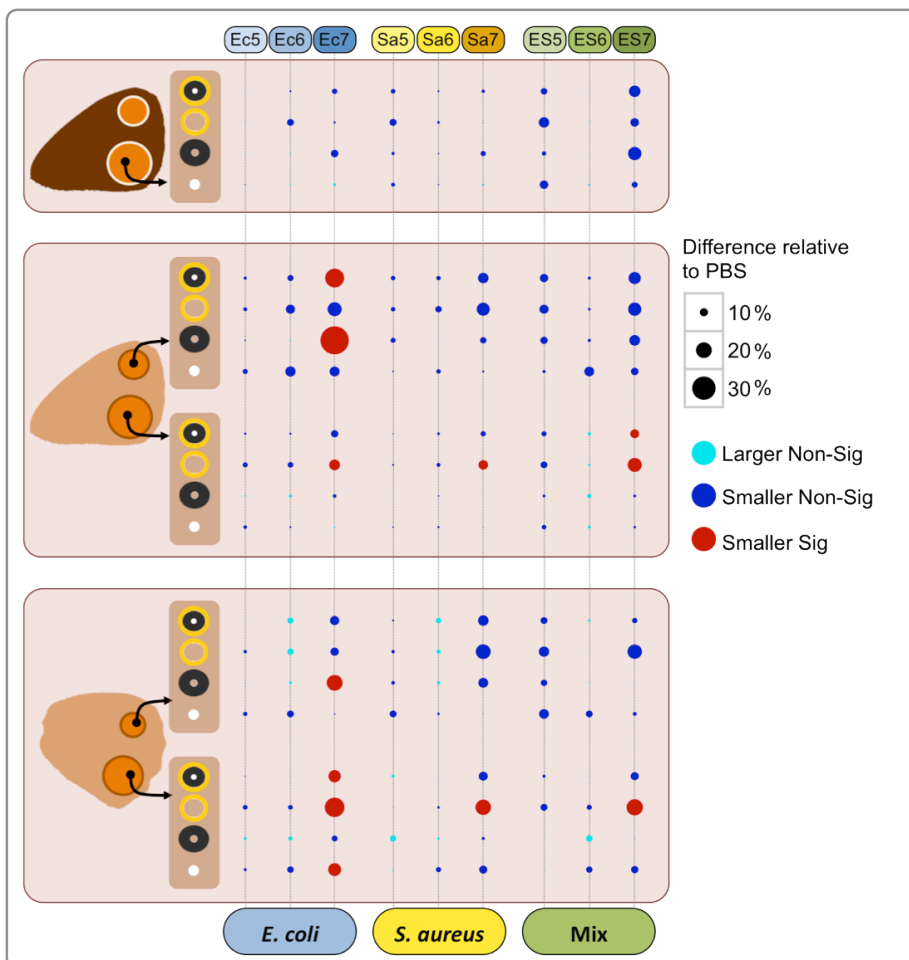 Ec5 Ec6 Ec7 Sa5 Sa6 Sa7 ES5 ES6 ES7
Difference relative
to PBS
10 %
20 %
30 %
Larger Non-Sig
Smaller Non-Sig
Smaller Sig
E. coli S. aureus Mix